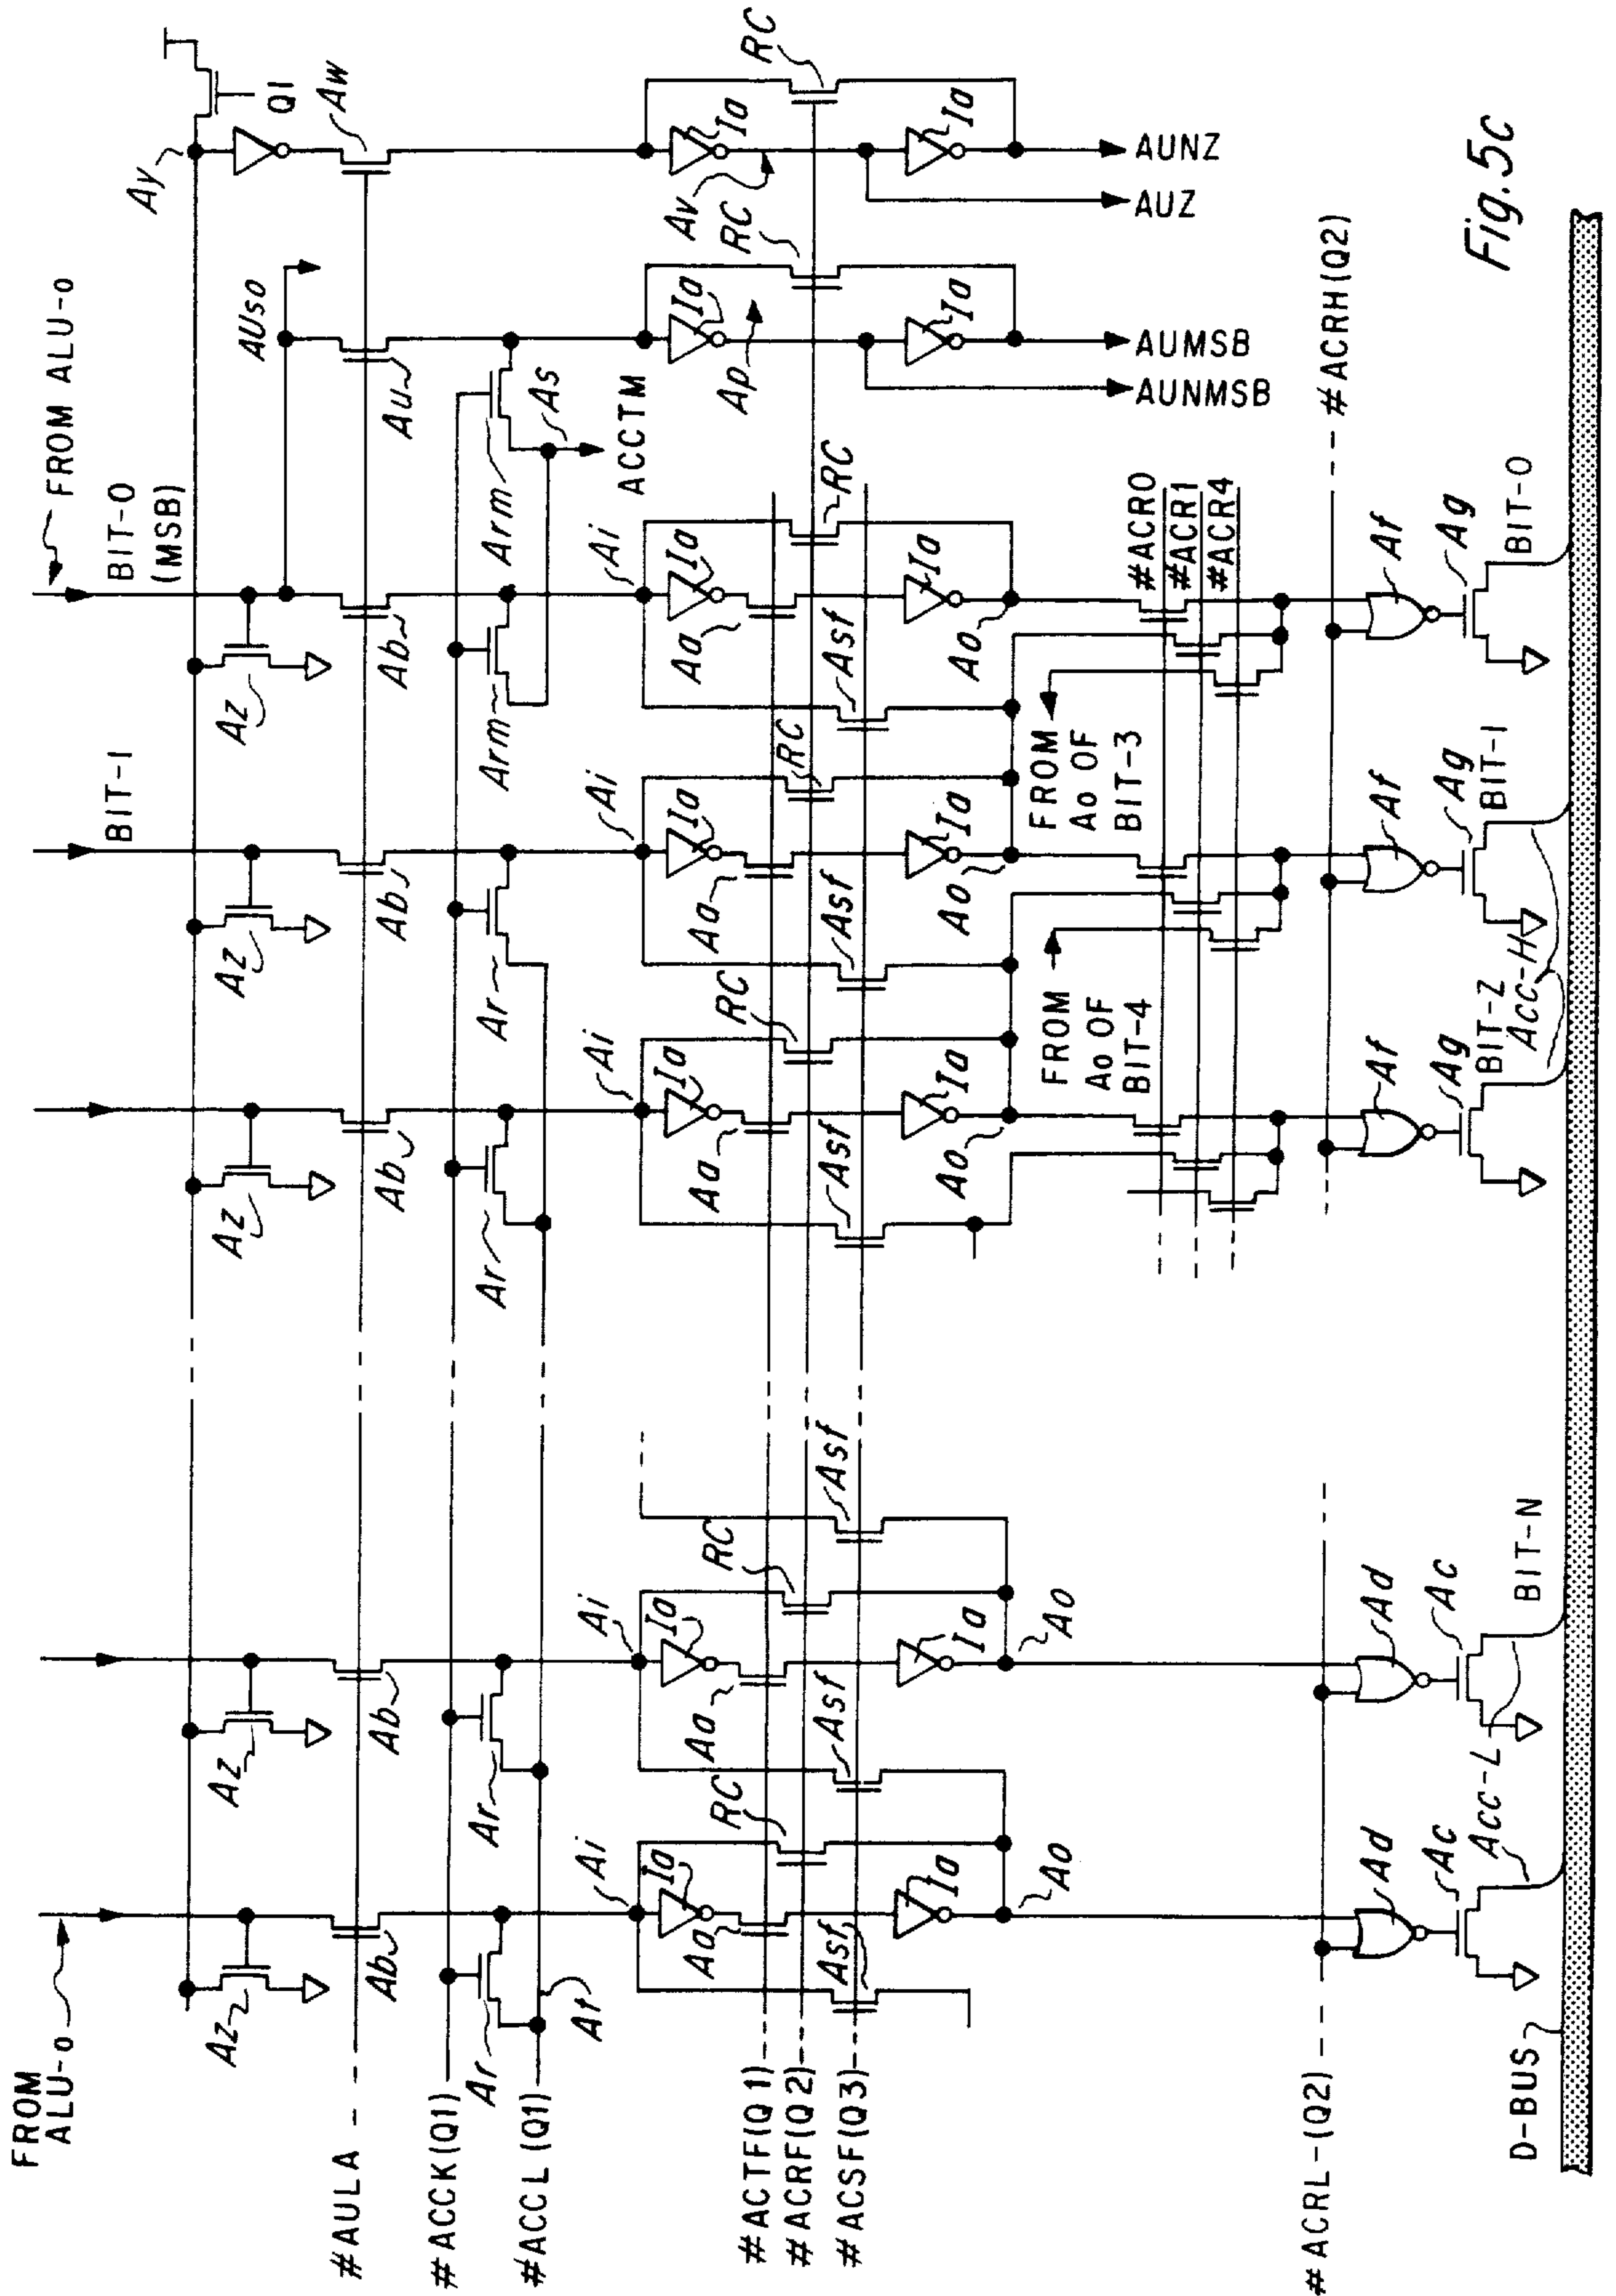 FROM ALU-o
BIT-0
(MSB)
BIT-1
FROM
ALU-o
Ay
Q1
AUso
Aw
Az
Az
Az
Az
Az
#AULA
Ab
Ab
Ab
Ab
Ab
Au
#ACCK(Q1)
Ar
Ar
Ar
Ar
Arm
Arm
As
#ACCL(Q1)
At
ACCTM
Ai
Ai
Ai
Ai
Ai
Ia
Ia
Ia
Ia
Ia
Ia
Ia
Av
Ap
RC
RC
RC
RC
RC
RC
RC
Aa
Aa
Aa
Aa
Aa
#ACTF(Q1)
#ACRF(Q2)
#ACSF(Q3)
Asf
Asf
Asf
Asf
Asf
Asf
Ia
Ia
Ia
Ia
Ia
Ia
Ia
Ao
Ao
Ao
Ao
Ao
AUNZ
AUZ
AUMSB
AUNMSB
FROM
Ao OF
BIT-3
FROM
Ao OF
BIT-4
#ACR0
#ACR1
#ACR4
#ACRH(Q2)
#ACRL-(Q2)
Af
Af
Af
Ad
Ad
Ag
Ag
Ag
Ac
Ac
BIT-0
BIT-1
BIT-Z
Acc-H
BIT-N
Acc-L
D-BUS
Fig.5c